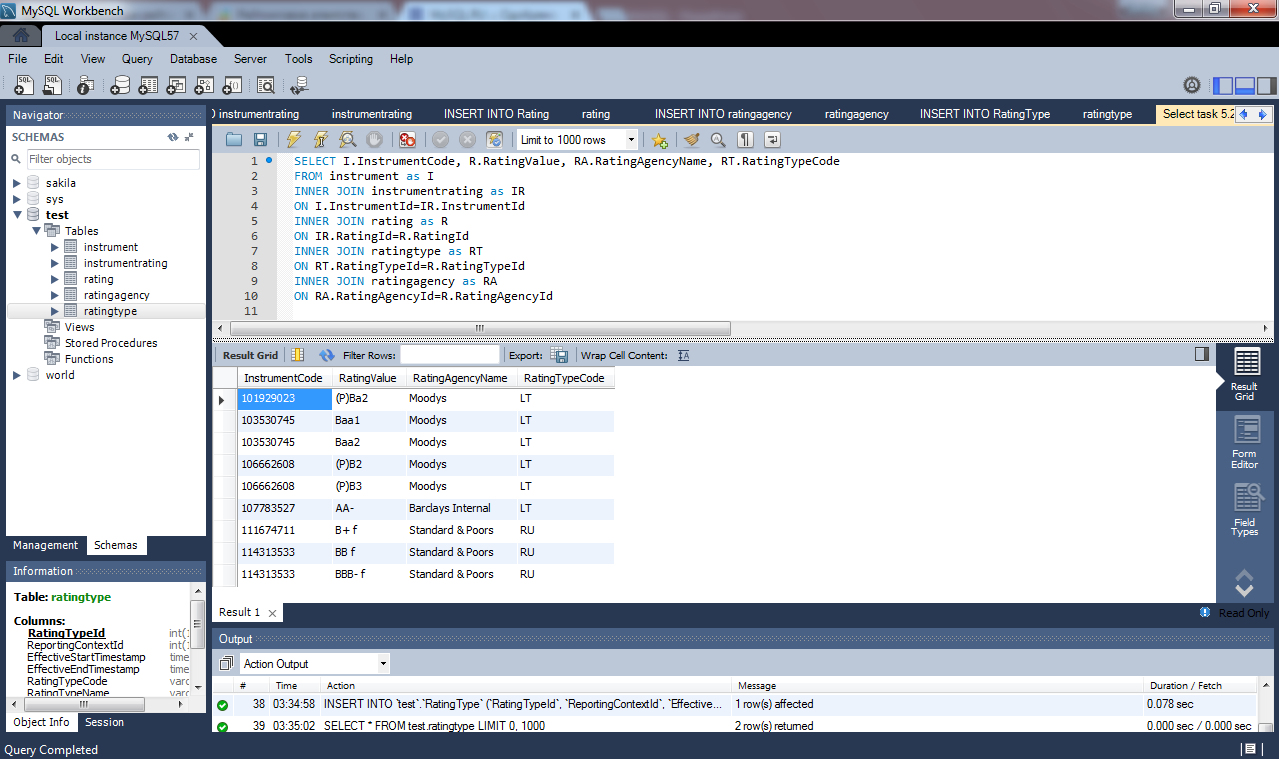 MySQL Workbench
Local instance MySQL57
File Edit View Query Database Server Tools Scripting Help
Navigator
SCHEMAS
Filter objects
sakila
sys
test
Tables
instrument
instrumentrating
rating
ratingagency
ratingtype
Views
Stored Procedures
Functions
world
Management Schemas
Information
Table: ratingtype
Columns:
RatingTypeId int(1
ReportingContextId int(1
EffectiveStartTimestamp time
EffectiveEndTimestamp time
RatingTypeCode varc
RatingTypeName varc
Object Info Session
O instrumentrating instrumentrating INSERT INTO Rating rating INSERT INTO ratingagency ratingagency INSERT INTO RatingType ratingtype Select task 5.2
Limit to 1000 rows
1 SELECT I.InstrumentCode, R.RatingValue, RA.RatingAgencyName, RT.RatingTypeCode
2 FROM instrument as I
3 INNER JOIN instrumentrating as IR
4 ON I.InstrumentId=IR.InstrumentId
5 INNER JOIN rating as R
6 ON IR.RatingId=R.RatingId
7 INNER JOIN ratingtype as RT
8 ON RT.RatingTypeId=R.RatingTypeId
9 INNER JOIN ratingagency as RA
10 ON RA.RatingAgencyId=R.RatingAgencyId
11
Result Grid Filter Rows: Export: Wrap Cell Content:
InstrumentCode RatingValue RatingAgencyName RatingTypeCode
101929023 (P)Ba2 Moodys LT
103530745 Baa1 Moodys LT
103530745 Baa2 Moodys LT
106662608 (P)B2 Moodys LT
106662608 (P)B3 Moodys LT
107783527 AA- Barclays Internal LT
111674711 B+ f Standard & Poors RU
114313533 BB f Standard & Poors RU
114313533 BBB- f Standard & Poors RU
Result
Grid
Form
Editor
Field
Types
Result 1
Read Only
Output
Action Output
# Time Action Message Duration / Fetch
38 03:34:58 INSERT INTO `test`.`RatingType` (`RatingTypeId`, `ReportingContextId`, `Effective... 1 row(s) affected 0.078 sec
39 03:35:02 SELECT * FROM test.ratingtype LIMIT 0, 1000 2 row(s) returned 0.000 sec / 0.000 sec
Query Completed